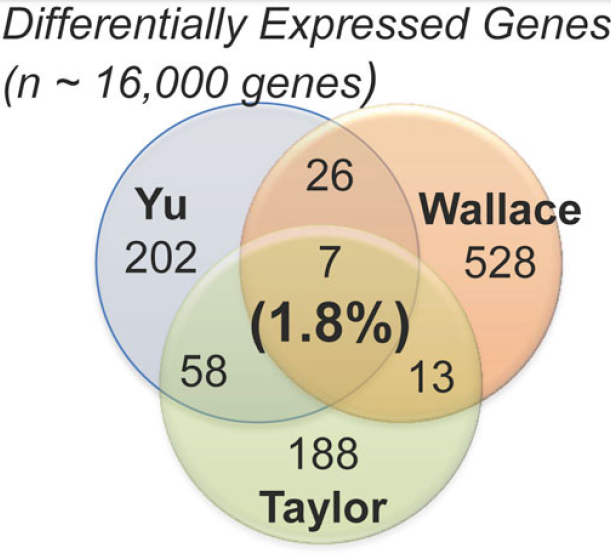 Differentially Expressed Genes
(n ~ 16,000 genes)
26
Yu
Wallace
202
7
528
(1.8%)
58
13
188
Taylor